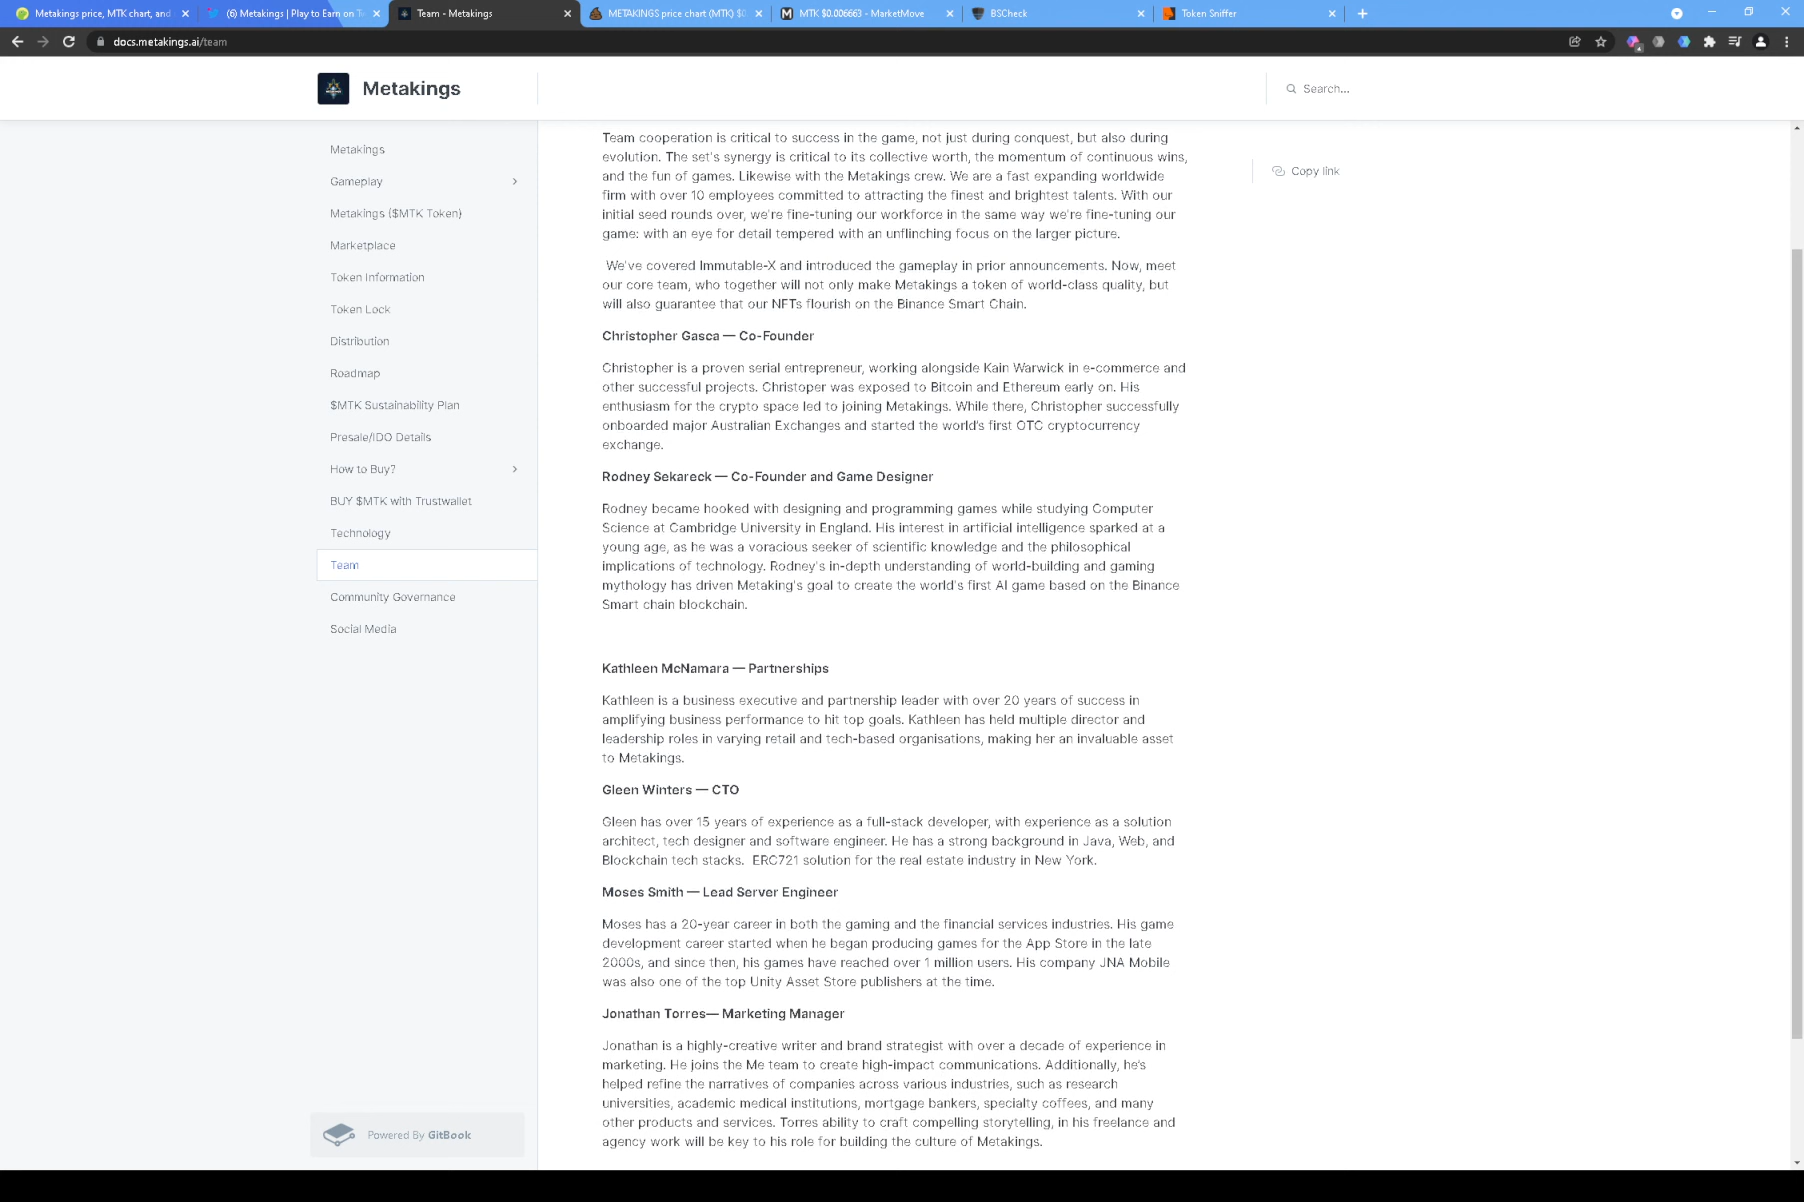 Metakings price, MTK chart, and
(6) Metakings | Play to Earn on
Team - Metakings
METAKINGS price chart (MTK) $0
MTK $0.006663 - MarketMove
BSCheck
Token Sniffer
docs.metakings.ai/team
Metakings
Search...
Metakings
Gameplay
Metakings ($MTK Token)
Marketplace
Token Information
Token Lock
Distribution
Roadmap
$MTK Sustainability Plan
Presale/IDO Details
How to Buy?
BUY $MTK with Trustwallet
Technology
Team
Community Governance
Social Media
Powered By GitBook
Team cooperation is critical to success in the game, not just during conquest, but also during
evolution. The set's synergy is critical to its collective worth, the momentum of continuous wins,
and the fun of games. Likewise with the Metakings crew. We are a fast expanding worldwide
firm with over 10 employees committed to attracting the finest and brightest talents. With our
initial seed rounds over, we're fine-tuning our workforce in the same way we're fine-tuning our
game: with an eye for detail tempered with an unflinching focus on the larger picture.
We've covered Immutable-X and introduced the gameplay in prior announcements. Now, meet
our core team, who together will not only make Metakings a token of world-class quality, but
will also guarantee that our NFTs flourish on the Binance Smart Chain.
Christopher Gasca — Co-Founder
Christopher is a proven serial entrepreneur, working alongside Kain Warwick in e-commerce and
other successful projects. Christoper was exposed to Bitcoin and Ethereum early on. His
enthusiasm for the crypto space led to joining Metakings. While there, Christopher successfully
onboarded major Australian Exchanges and started the world's first OTC cryptocurrency
exchange.
Rodney Sekareck — Co-Founder and Game Designer
Rodney became hooked with designing and programming games while studying Computer
Science at Cambridge University in England. His interest in artificial intelligence sparked at a
young age, as he was a voracious seeker of scientific knowledge and the philosophical
implications of technology. Rodney's in-depth understanding of world-building and gaming
mythology has driven Metaking's goal to create the world's first AI game based on the Binance
Smart chain blockchain.
Kathleen McNamara — Partnerships
Kathleen is a business executive and partnership leader with over 20 years of success in
amplifying business performance to hit top goals. Kathleen has held multiple director and
leadership roles in varying retail and tech-based organisations, making her an invaluable asset
to Metakings.
Gleen Winters — CTO
Gleen has over 15 years of experience as a full-stack developer, with experience as a solution
architect, tech designer and software engineer. He has a strong background in Java, Web, and
Blockchain tech stacks.  ERC721 solution for the real estate industry in New York.
Moses Smith — Lead Server Engineer
Moses has a 20-year career in both the gaming and the financial services industries. His game
development career started when he began producing games for the App Store in the late
2000s, and since then, his games have reached over 1 million users. His company JNA Mobile
was also one of the top Unity Asset Store publishers at the time.
Jonathan Torres— Marketing Manager
Jonathan is a highly-creative writer and brand strategist with over a decade of experience in
marketing. He joins the Me team to create high-impact communications. Additionally, he's
helped refine the narratives of companies across various industries, such as research
universities, academic medical institutions, mortgage bankers, specialty coffees, and many
other products and services. Torres ability to craft compelling storytelling, in his freelance and
agency work will be key to his role for building the culture of Metakings.
Copy link